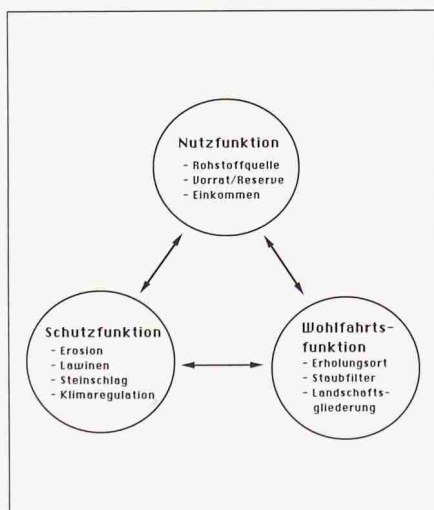 Nutzfunktion
- Rohstoffquelle
- Vorrat/Reserve
- Einkommen
Schutzfunktion
- Erosion
- Lawinen
- Steinschlag
- Klimaregulation
Wohlfahrts-
funktion
- Erholungsort
- Staubfilter
- Landschafts-
gliederung